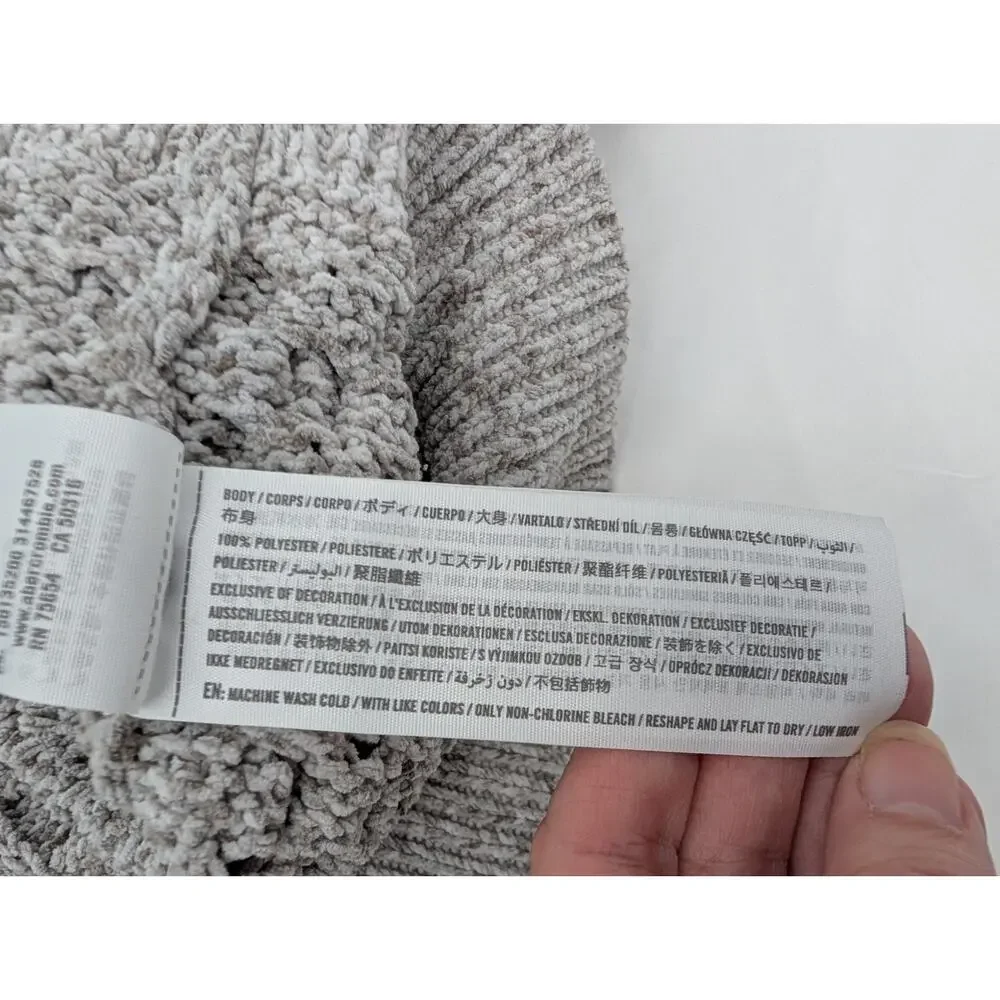 314467526
www.abercrombie.com
RN 75654 CA 50316
BODY / CORPS / CORPO / ボディ / CUERPO / 大身 / VARTALO / STŘEDNÍ DÍL / 몸통 / GŁÓWNA CZĘŚĆ / TOPP / الثوب /
布身
100% POLYESTER / POLIESTERE / ポリエステル / POLIÉSTER / 聚酯纤维 / POLYESTERIÄ / 폴리에스테르 /
POLIESTER / البوليستر / 聚脂纖維
EXCLUSIVE OF DECORATION / À L'EXCLUSION DE LA DÉCORATION / EKSKL. DEKORATION / EXCLUSIEF DECORATIE /
AUSSCHLIESSLICH VERZIERUNG / UTOM DEKORATIONEN / ESCLUSA DECORAZIONE / 装飾を除く / EXCLUSIVO DE
DECORACIÓN / 装饰物除外 / PAITSI KORISTE / S VÝJIMKOU OZDOB / 고급 장식 / OPRÓCZ DEKORACJI / DEKORASJON
IKKE MEDREGNET / EXCLUSIVO DO ENFEITE / دون زخرفة / 不包括飾物
EN: MACHINE WASH COLD / WITH LIKE COLORS / ONLY NON-CHLORINE BLEACH / RESHAPE AND LAY FLAT TO DRY / LOW IRON